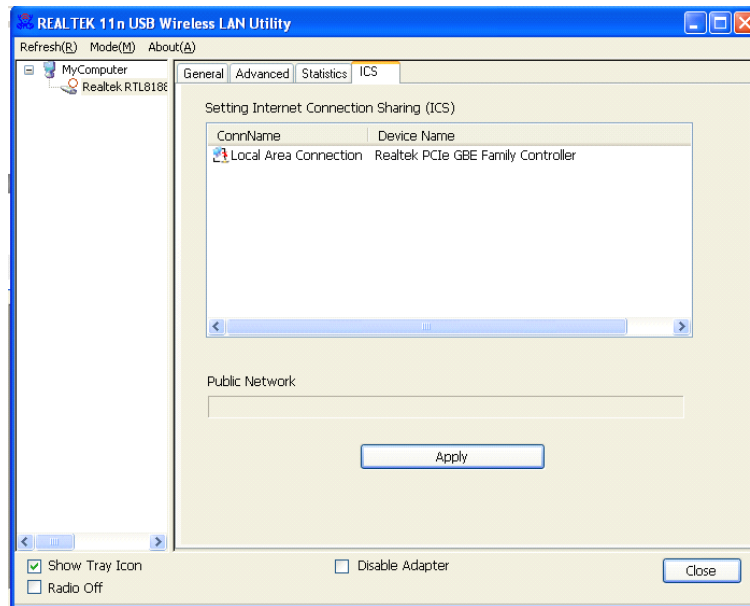 REALTEK 11n USB Wireless LAN Utility
Refresh(R) Mode(M) About(A)
MyComputer
Realtek RTL8188
General Advanced Statistics ICS
Setting Internet Connection Sharing (ICS)
ConnName Device Name
Local Area Connection Realtek PCIe GBE Family Controller
Public Network
Apply
Show Tray Icon Disable Adapter
Radio Off
Close